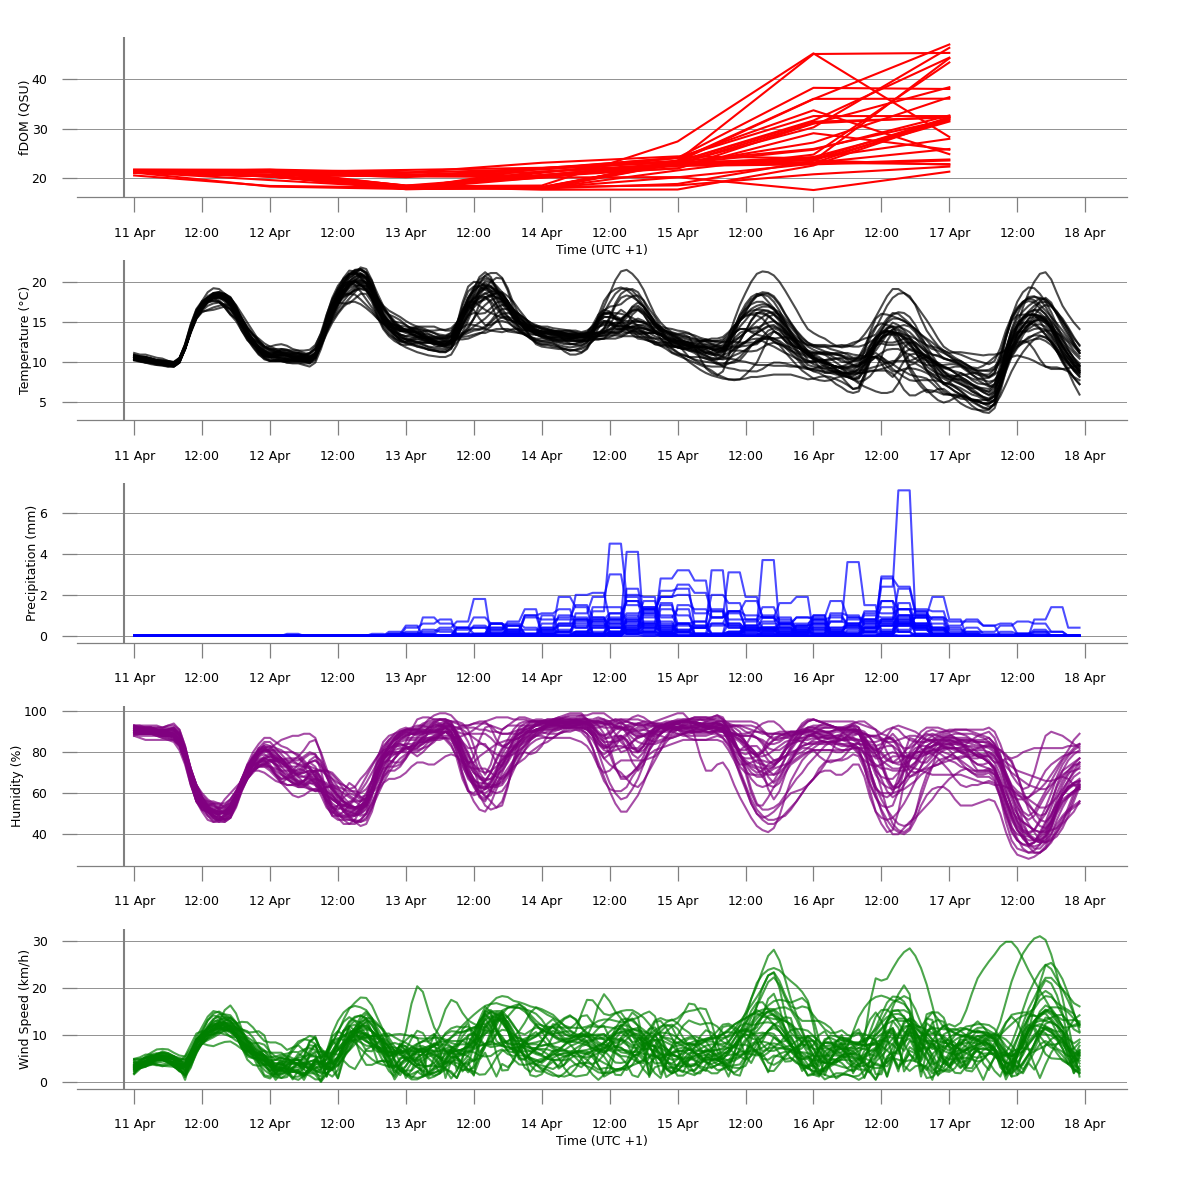 40
30
20
fDOM (QSU)
11 Apr 12:00 12 Apr 12:00 13 Apr 12:00 14 Apr 12:00 15 Apr 12:00 16 Apr 12:00 17 Apr 12:00 18 Apr
Time (UTC +1)
20
15
10
5
Temperature (°C)
11 Apr 12:00 12 Apr 12:00 13 Apr 12:00 14 Apr 12:00 15 Apr 12:00 16 Apr 12:00 17 Apr 12:00 18 Apr
6
4
2
0
Precipitation (mm)
11 Apr 12:00 12 Apr 12:00 13 Apr 12:00 14 Apr 12:00 15 Apr 12:00 16 Apr 12:00 17 Apr 12:00 18 Apr
100
80
60
40
Humidity (%)
11 Apr 12:00 12 Apr 12:00 13 Apr 12:00 14 Apr 12:00 15 Apr 12:00 16 Apr 12:00 17 Apr 12:00 18 Apr
30
20
10
0
Wind Speed (km/h)
11 Apr 12:00 12 Apr 12:00 13 Apr 12:00 14 Apr 12:00 15 Apr 12:00 16 Apr 12:00 17 Apr 12:00 18 Apr
Time (UTC +1)